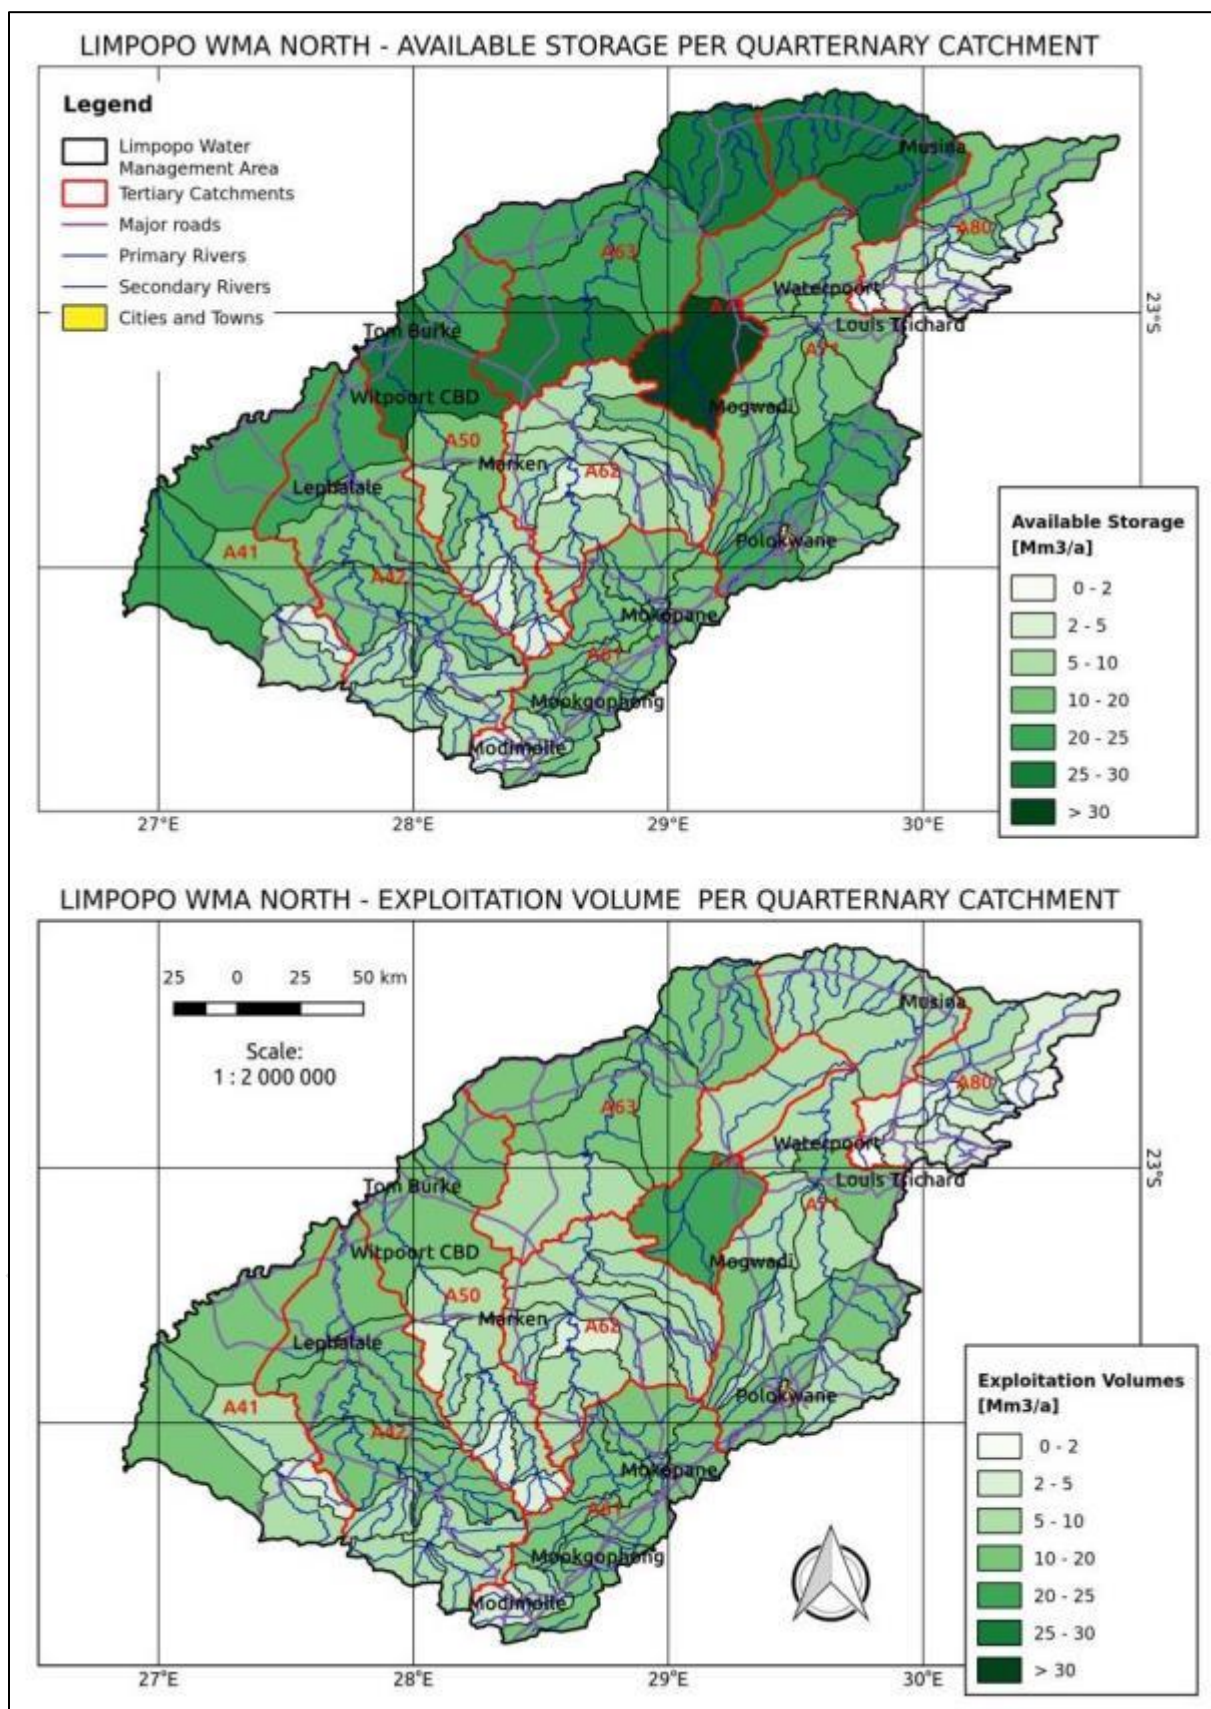 LIMPOPO WMA NORTH - AVAILABLE STORAGE PER QUARTERNARY CATCHMENT
Legend
Limpopo Water
Management Area
Tertiary Catchments
Major roads
Primary Rivers
Secondary Rivers
Cities and Towns
Musina
A80
A63
Waterpoort
Louis Trichard
23°S
Tom Burke
A71
Witpoort CBD
Mogwadi
A50
Marken
A62
Lephalale
Polokwane
A41
A42
Mokopane
A61
Mookgophong
Modimolle
Available Storage
[Mm3/a]
0 - 2
2 - 5
5 - 10
10 - 20
20 - 25
25 - 30
> 30
27°E 28°E 29°E 30°E
LIMPOPO WMA NORTH - EXPLOITATION VOLUME PER QUARTERNARY CATCHMENT
25 0 25 50 km
Scale:
1 : 2 000 000
Musina
A80
A63
Waterpoort
Louis Trichard
23°S
Tom Burke
A71
Witpoort CBD
Mogwadi
A50
Marken
A62
Lephalale
Polokwane
A41
A42
Mokopane
A61
Mookgophong
Modimolle
Exploitation Volumes
[Mm3/a]
0 - 2
2 - 5
5 - 10
10 - 20
20 - 25
25 - 30
> 30
27°E 28°E 29°E 30°E